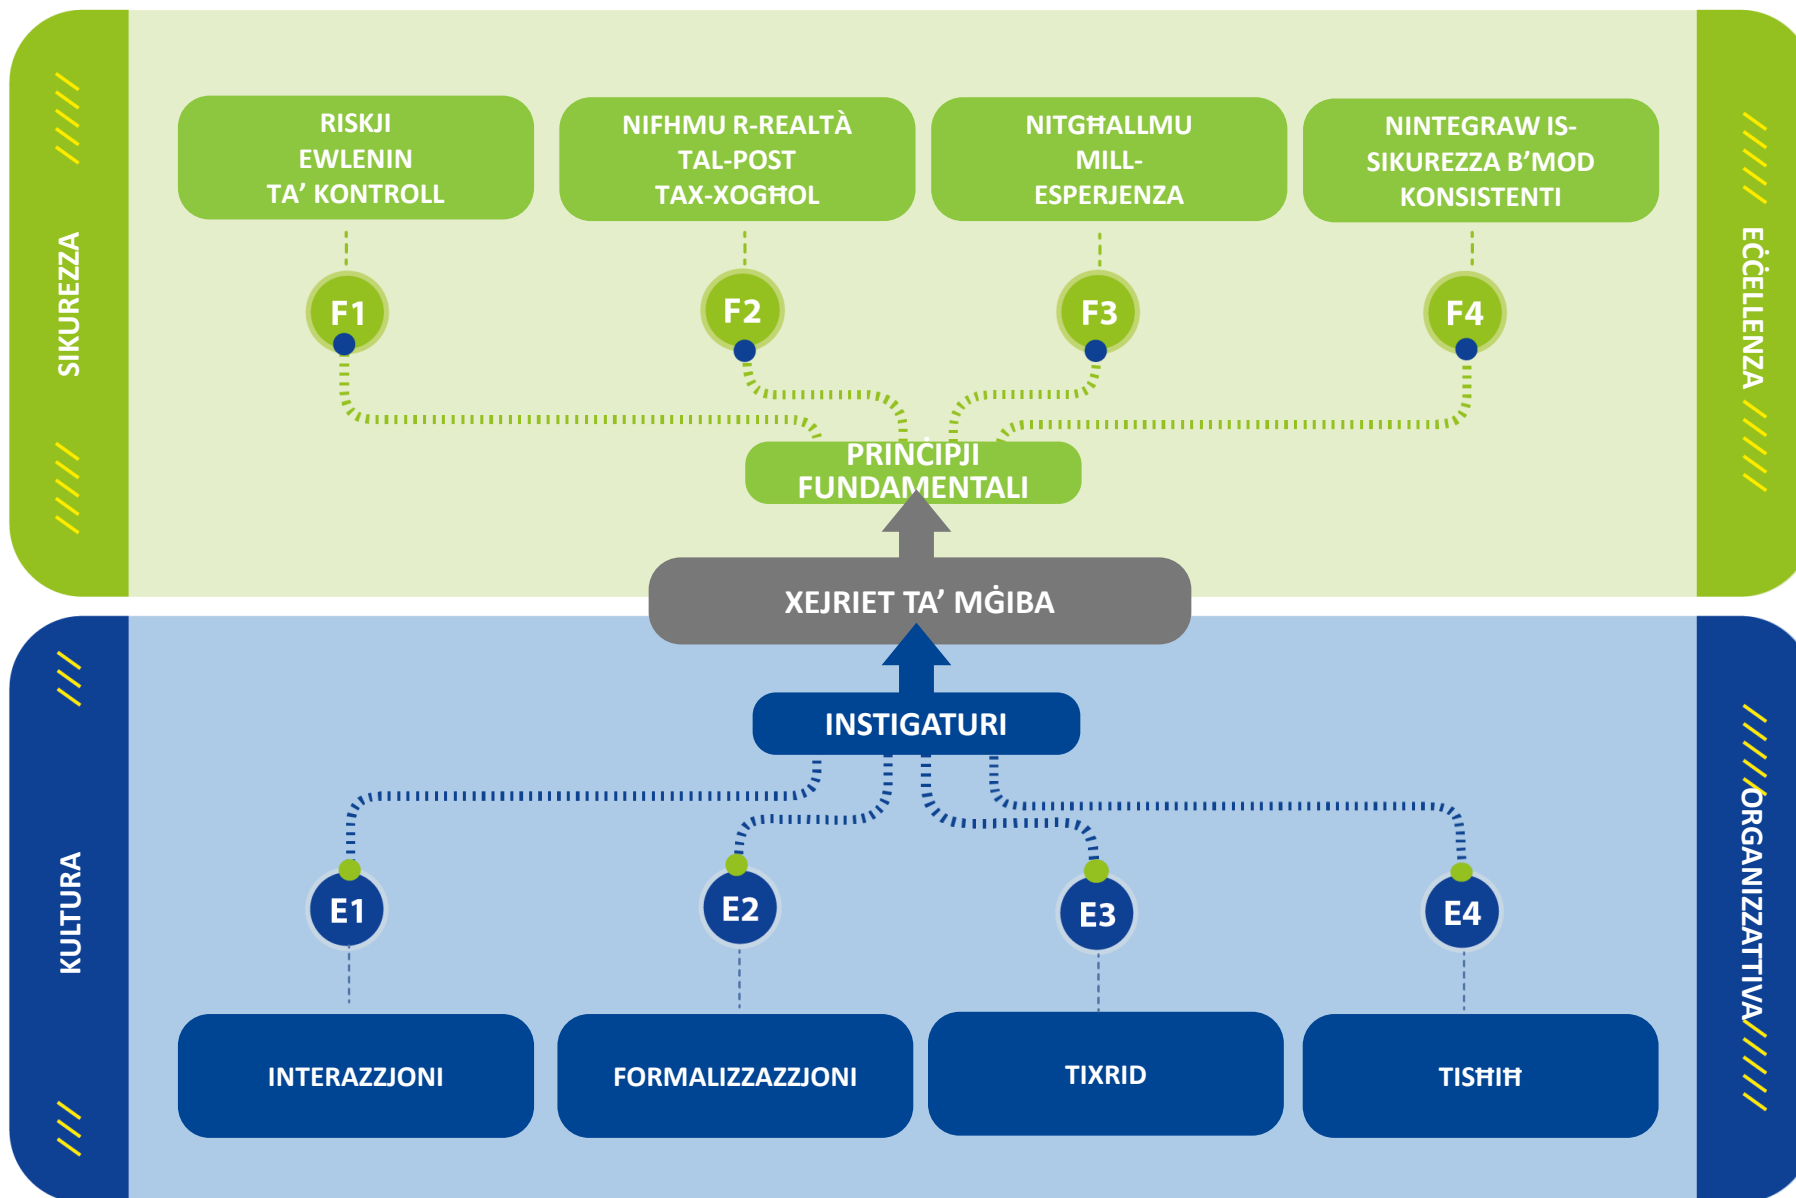 SIKUREZZA
EĊĊELLENZA
RISKJI
EWLENIN
TA’ KONTROLL
NIFHMU R-REALTÀ
TAL-POST
TAX-XOGĦOL
NITGĦALLMU
MILL-
ESPERJENZA
NINTEGRAW IS-
SIKUREZZA B’MOD
KONSISTENTI
F1
F2
F3
F4
PRINĊIPJI
FUNDAMENTALI
XEJRIET TA’ MĠIBA
INSTIGATURI
KULTURA
ORGANIZZATTIVA
E1
E2
E3
E4
INTERAZZJONI
FORMALIZZAZZJONI
TIXRID
TISĦIĦ